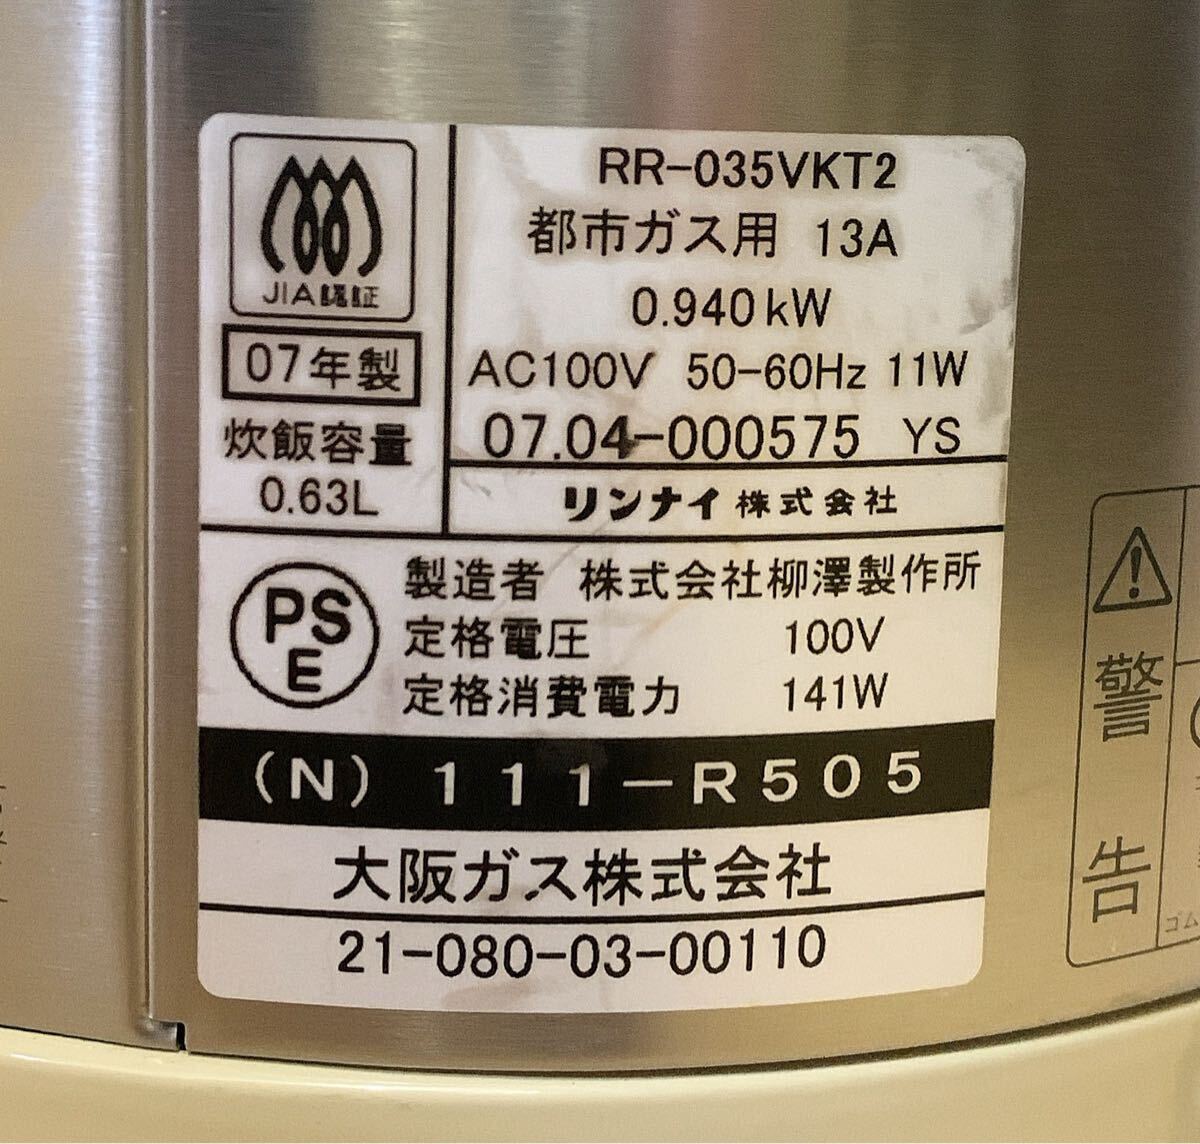 JIA認証
07年製
炊飯容量
0.63L
RR-035VKT2
都市ガス用 13A
0.940kW
AC100V 50-60Hz 11W
07.04-000575 YS
リンナイ株式会社
PS
E
製造者 株式会社柳澤製作所
定格電圧 100V
定格消費電力 141W
(N) 111-R505
大阪ガス株式会社
21-080-03-00110
警告
ゴム